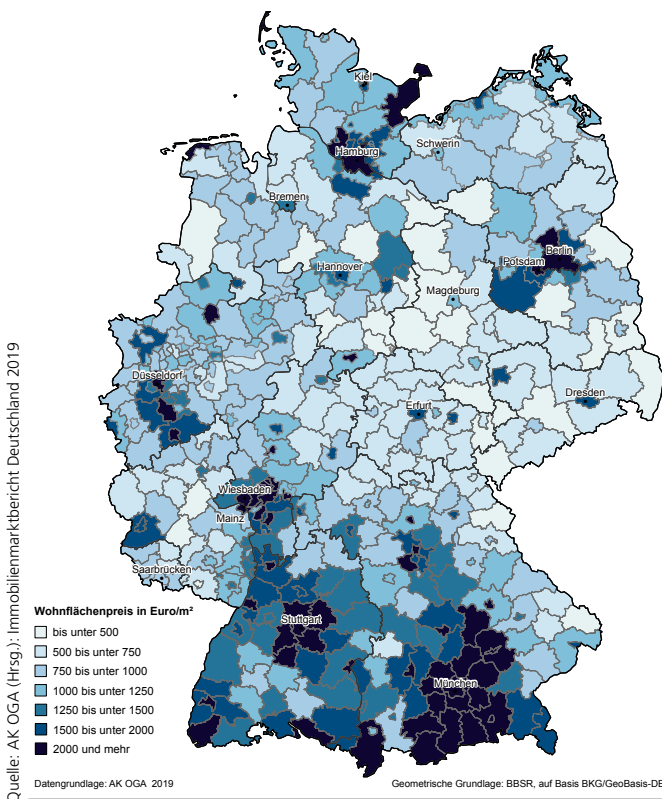 Kiel
Schwerin
Hamburg
Bremen
Berlin
Potsdam
Hannover
Magdeburg
Düsseldorf
Dresden
Erfurt
Wiesbaden
Mainz
Saarbrücken
Stuttgart
München
Wohnflächenpreis in Euro/m²
bis unter 500
500 bis unter 750
750 bis unter 1000
1000 bis unter 1250
1250 bis unter 1500
1500 bis unter 2000
2000 und mehr
Datengrundlage: AK OGA 2019
Geometrische Grundlage: BBSR, auf Basis BKG/GeoBasis-DE
Quelle: AK OGA (Hrsg.): Immobilienmarktbericht Deutschland 2019